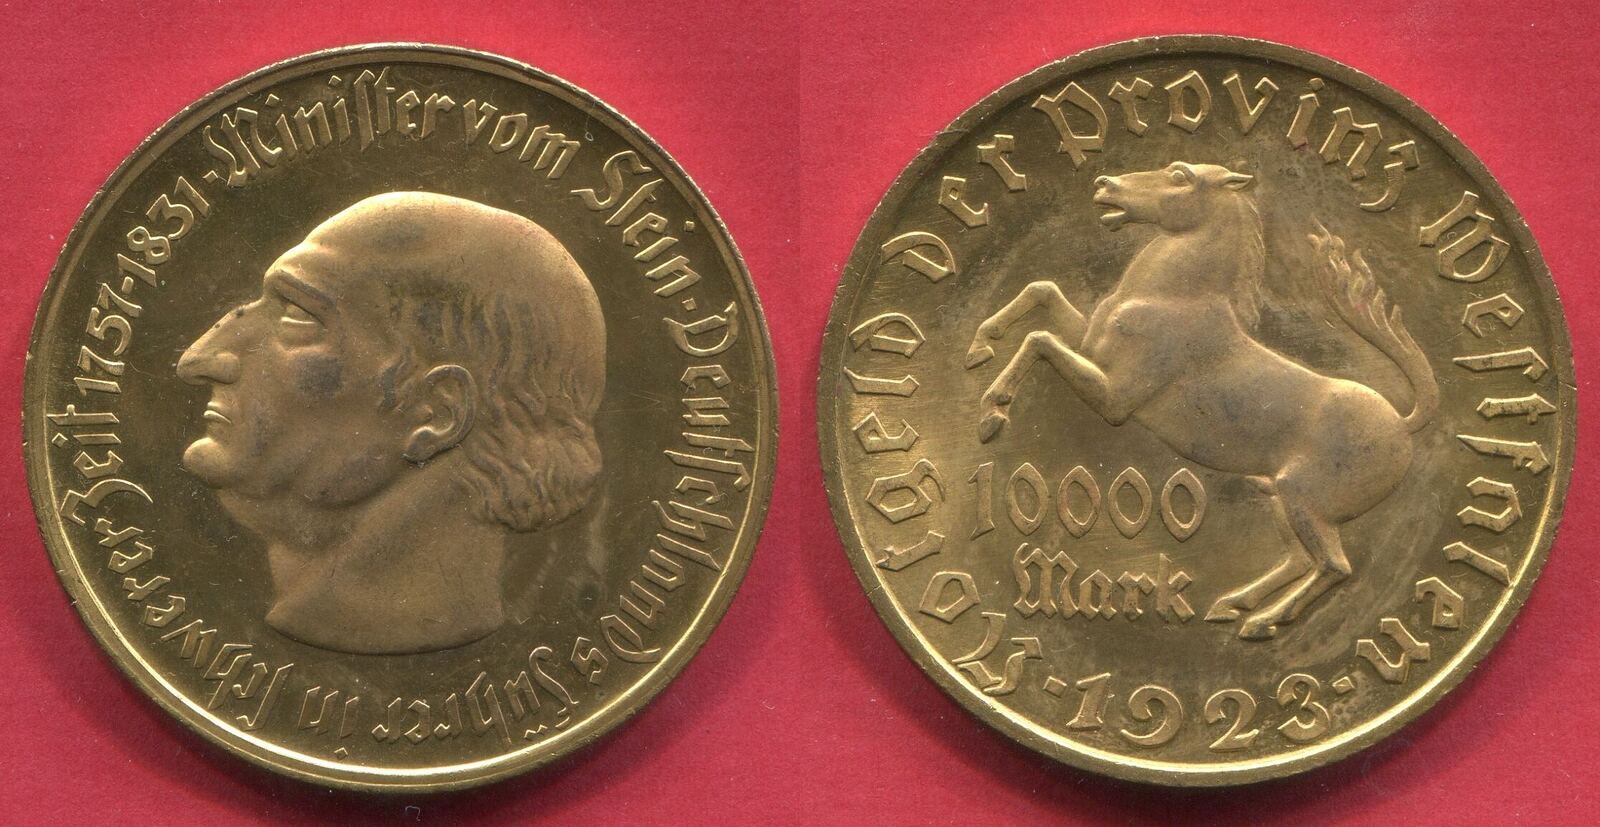 Minister vom Stein · Deutschlands Führer in schwerer Zeit 1757-1831 ·
Notgeld der Provinz Westfalen
10000
Mark
· 1923 ·